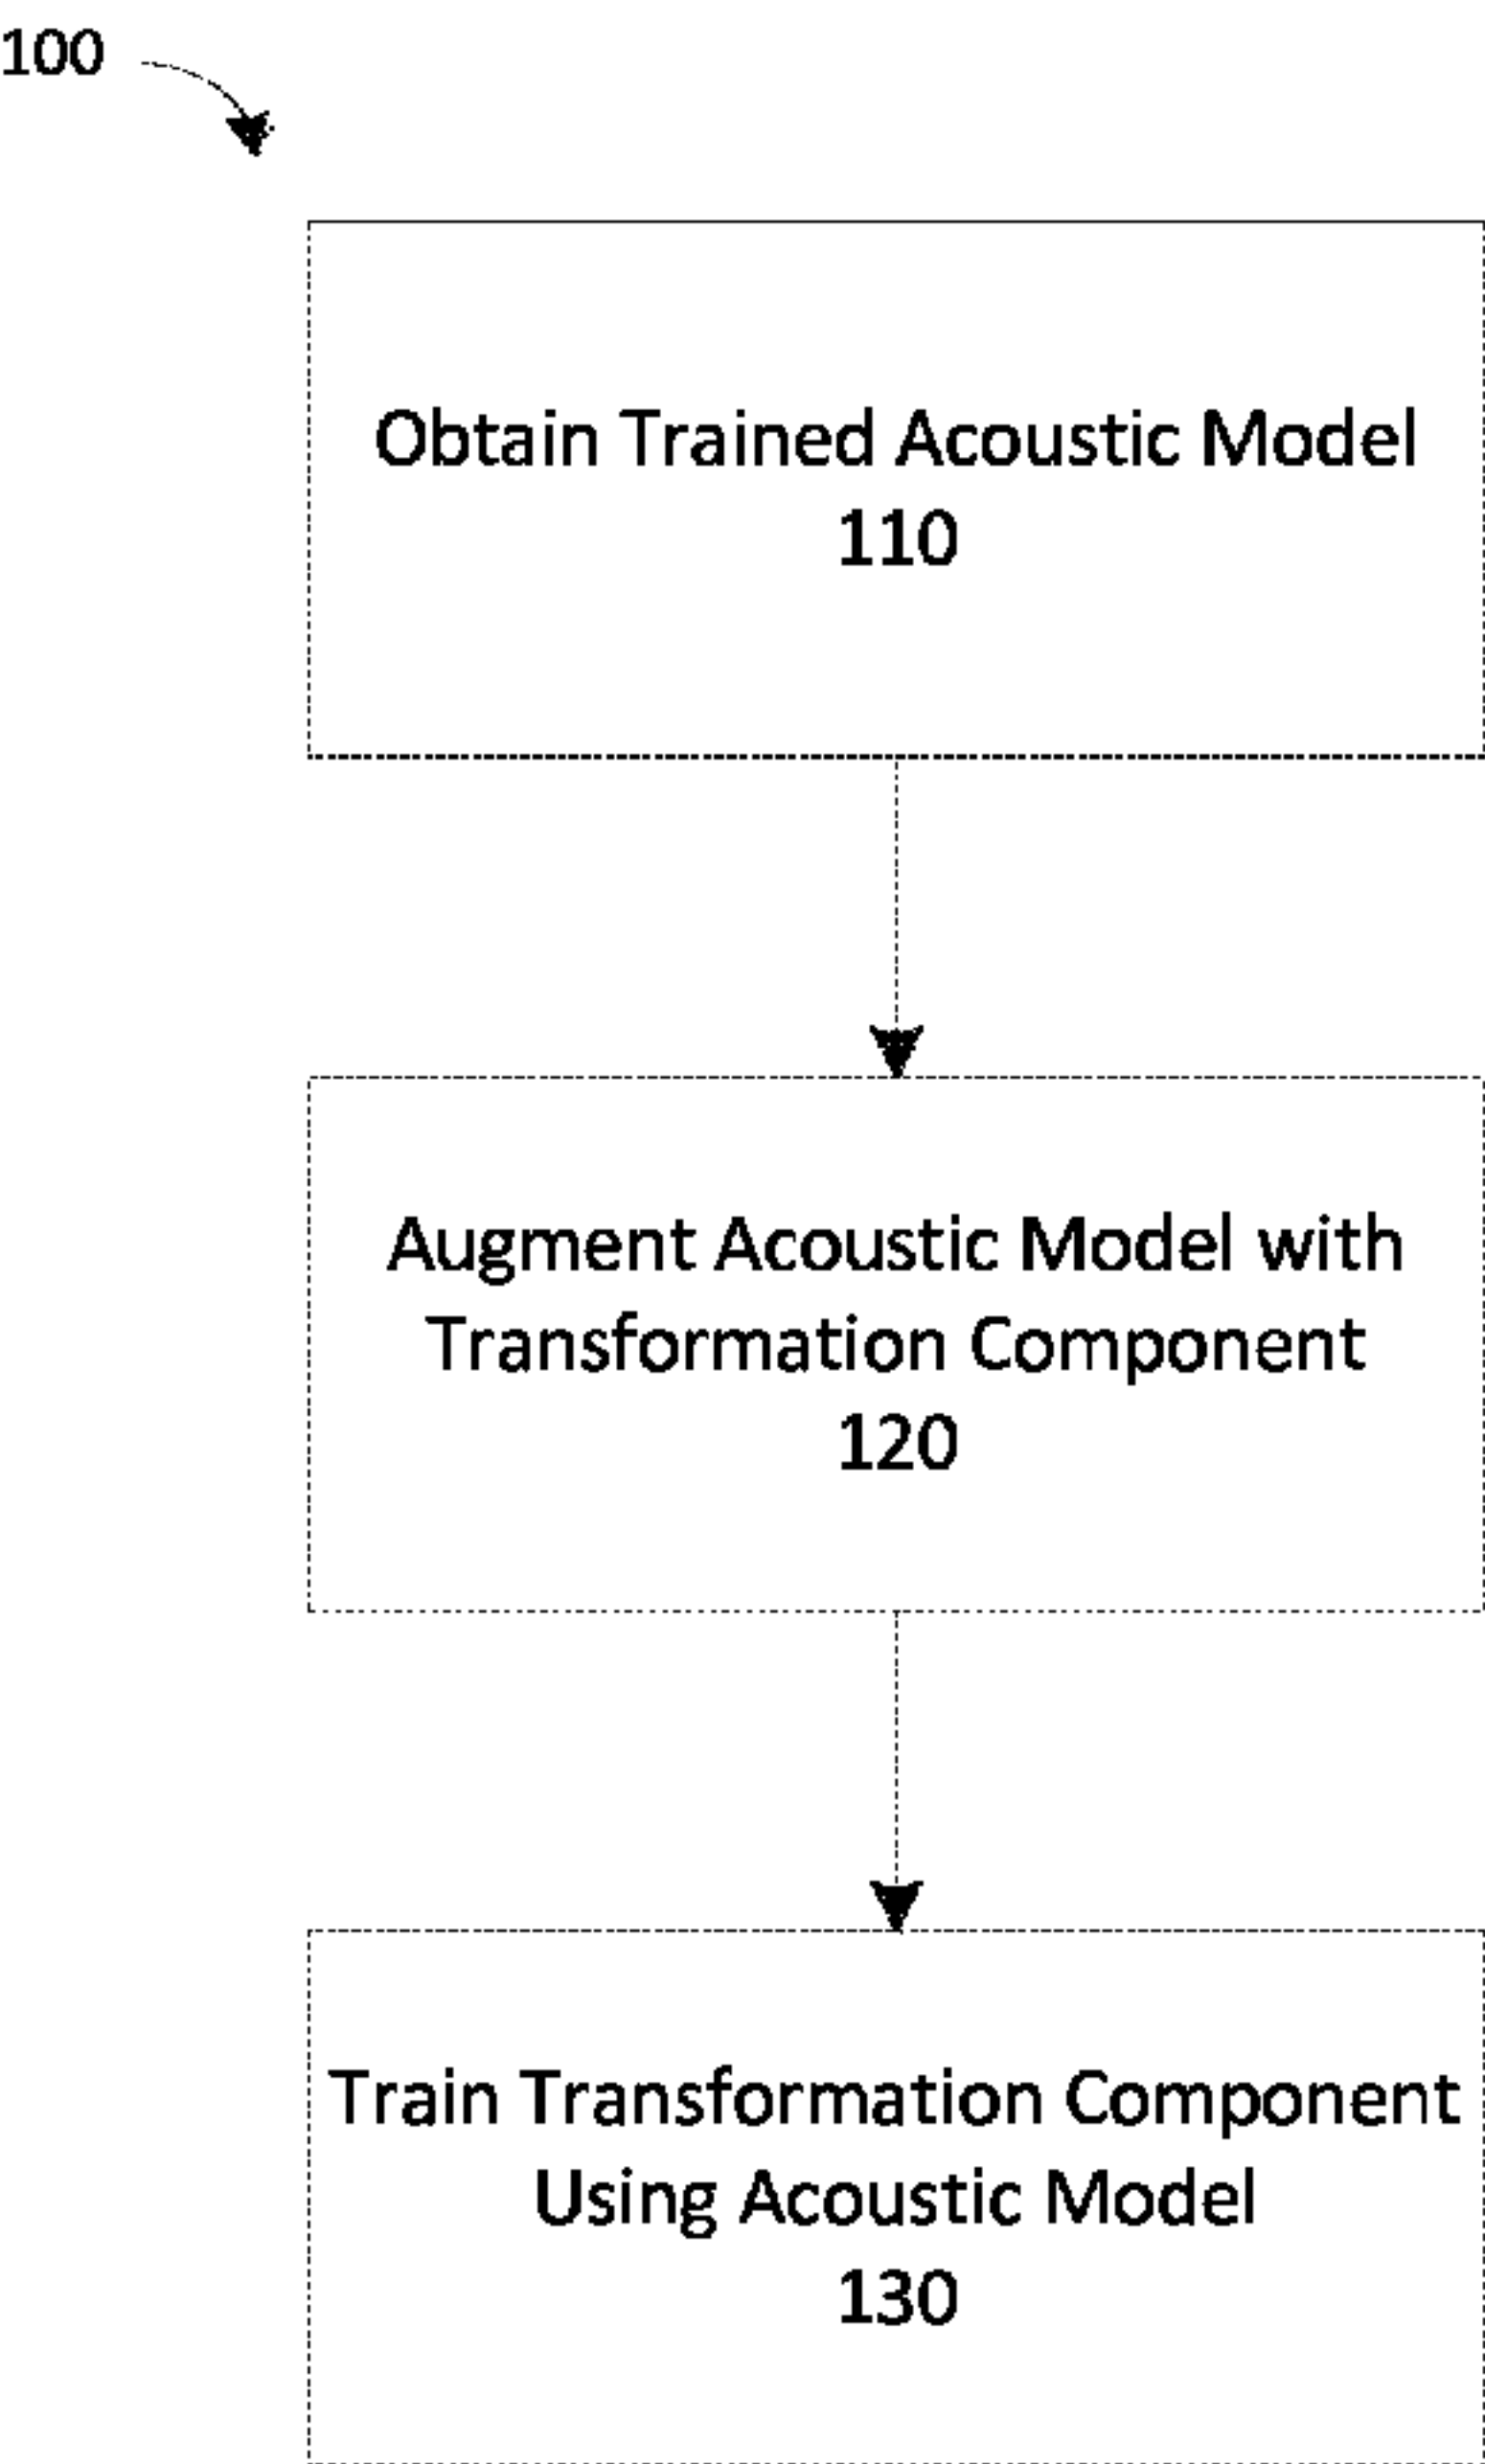 100
Obtain Trained Acoustic Model
110
Augment Acoustic Model with
Transformation Component
120
Train Transformation Component
Using Acoustic Model
130